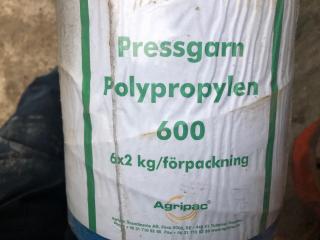 Pressgarn
Polypropylen
600
6x2 kg/förpackning
Agripac